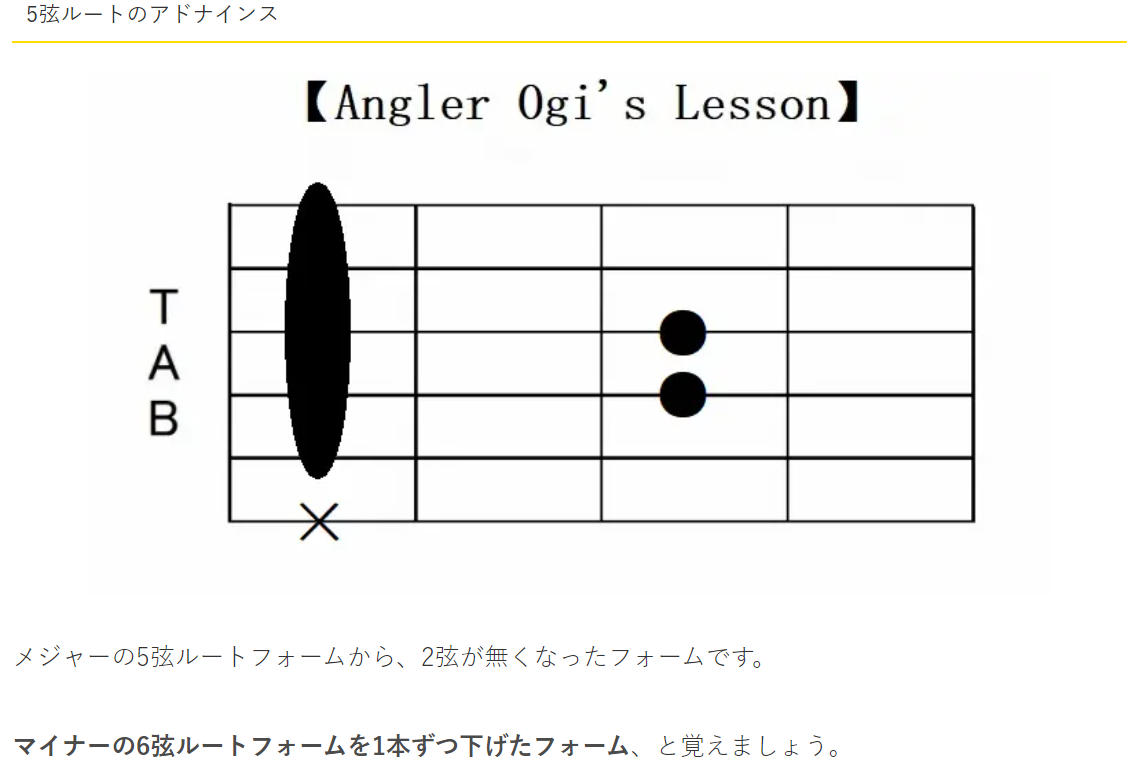 5弦ルートのアドナインス
【Angler Ogi's Lesson】
T
A
B
×
メジャーの5弦ルートフォームから、2弦が無くなったフォームです。
マイナーの6弦ルートフォームを1本ずつ下げたフォーム、と覚えましょう。